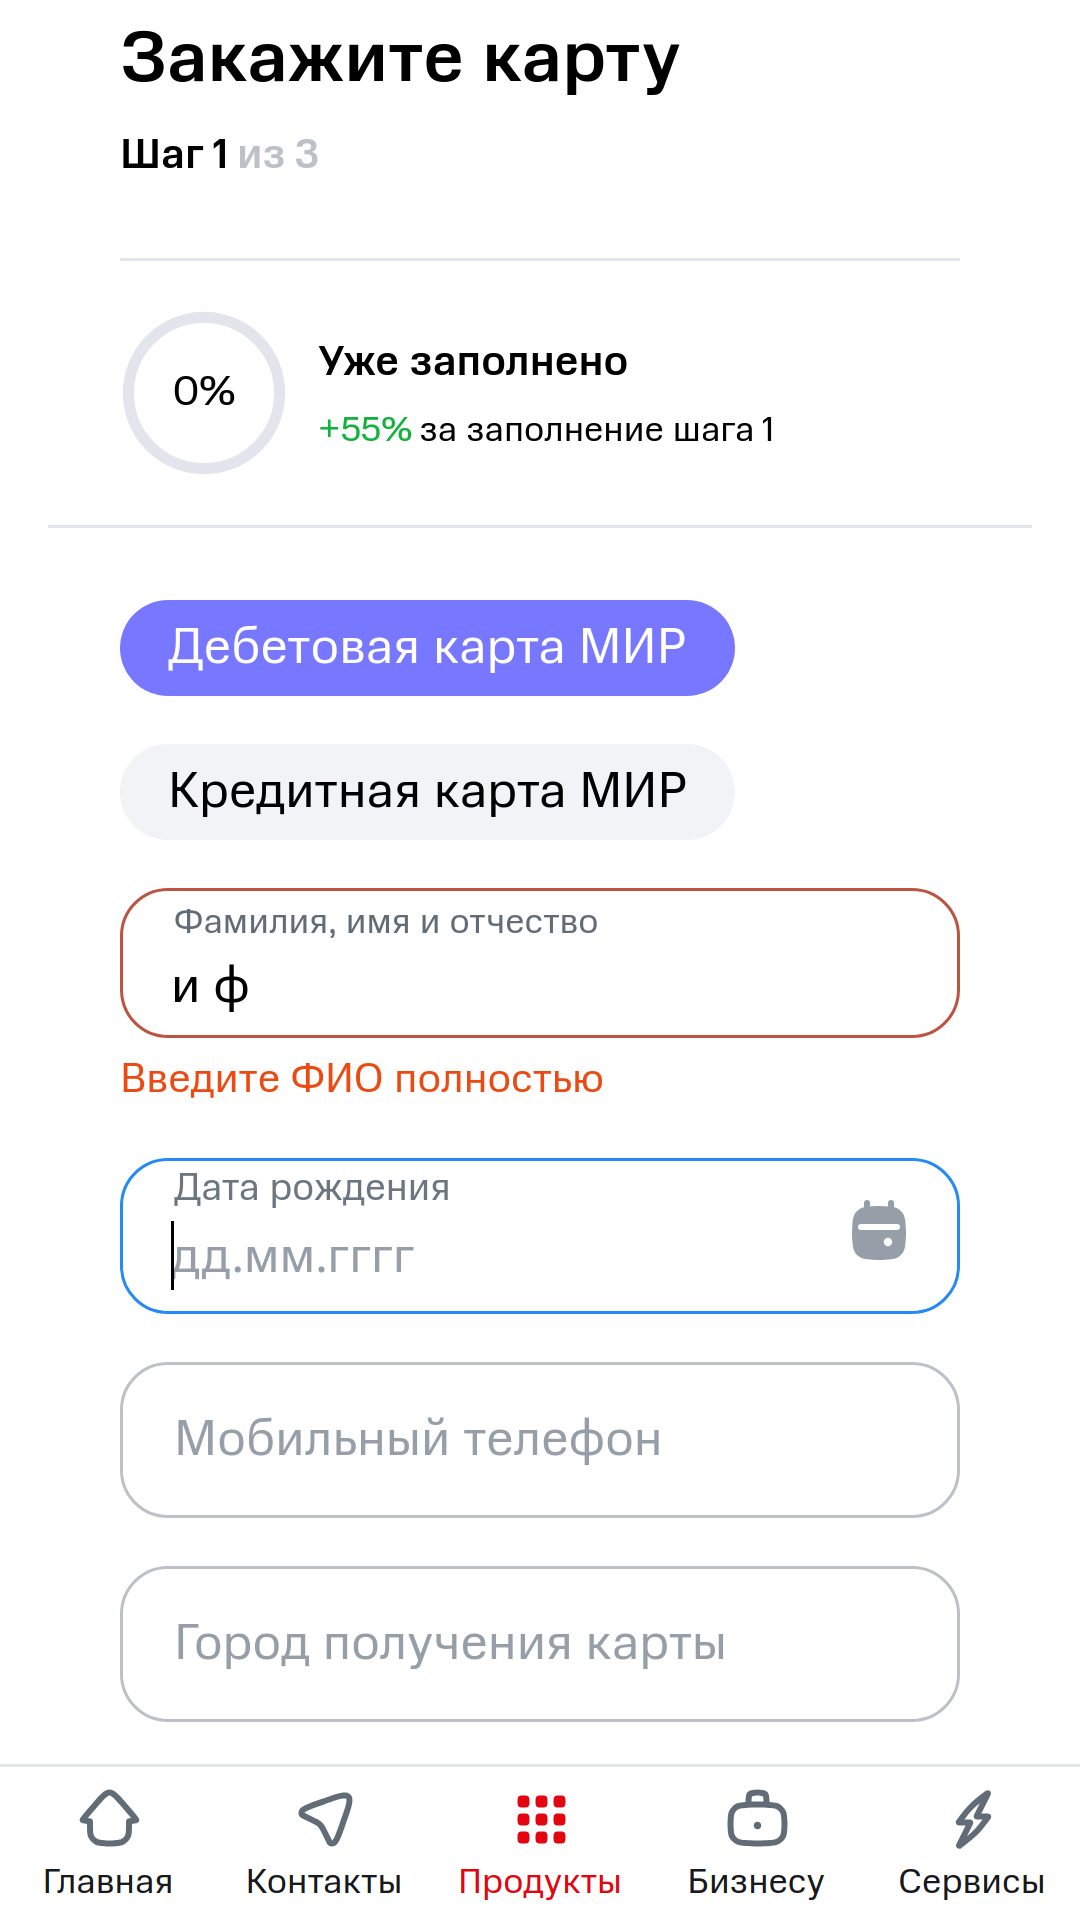 Закажите карту
Шаг 1 из 3
0%
Уже заполнено
+55% за заполнение шага 1
Дебетовая карта МИР
Кредитная карта МИР
Фамилия, имя и отчество
и ф
Введите ФИО полностью
Дата рождения
дд.мм.гггг
Мобильный телефон
Город получения карты
Главная Контакты Продукты Бизнесу Сервисы